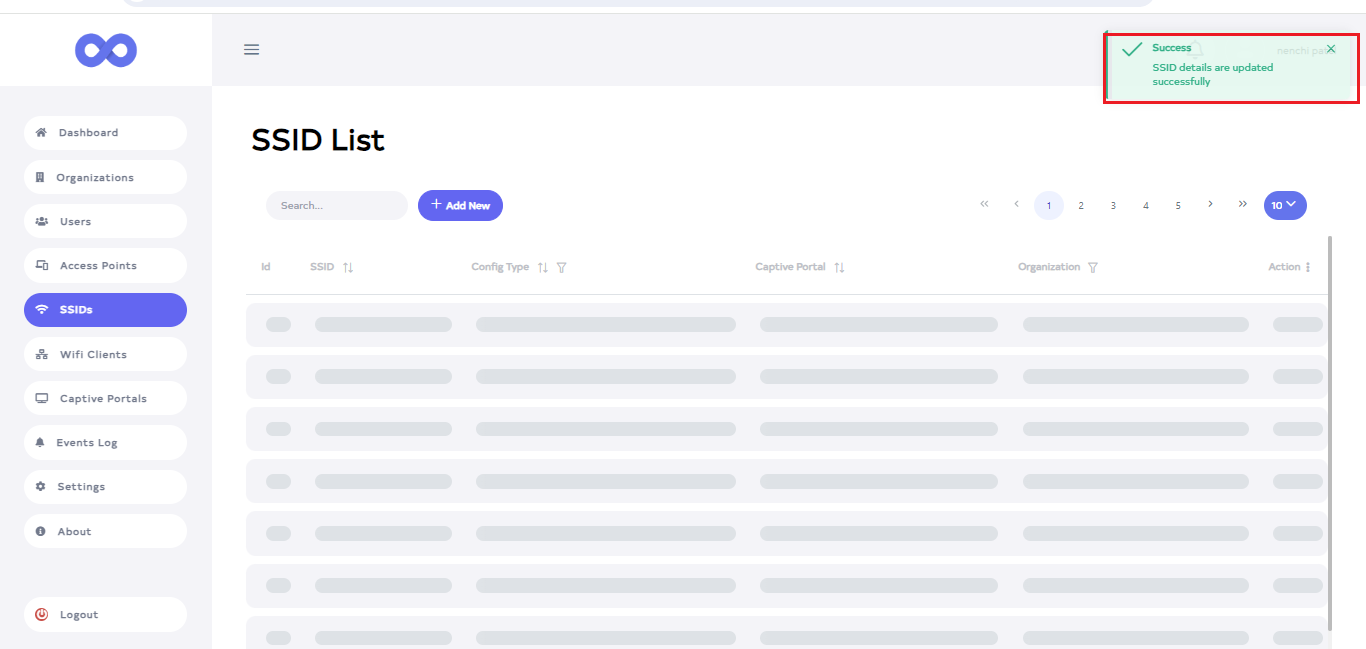 Success
nenchi
SSID details are updated
successfully
SSID List
Dashboard
Organizations
Users
Access Points
SSIDs
Wifi Clients
Captive Portals
Events Log
Settings
About
Logout
Search...
+ Add New
<< < 1 2 3 4 5 > >> 10
Id SSID Config Type Captive Portal Organization Action